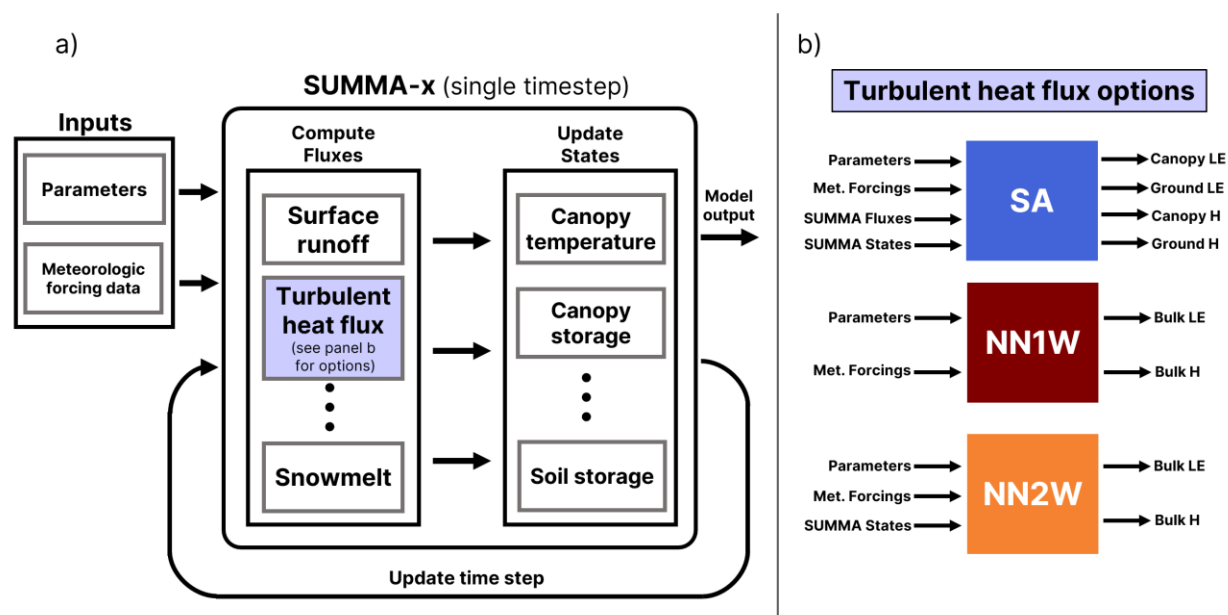 a)
SUMMA-x (single timestep)
Inputs
Parameters
Meteorologic
forcing data
Compute
Fluxes
Surface
runoff
Turbulent
heat flux
(see panel b
for options)
Snowmelt
Update
States
Canopy
temperature
Canopy
storage
Soil storage
Model
output
Update time step
b)
Turbulent heat flux options
Parameters
Met. Forcings
SUMMA Fluxes
SUMMA States
SA
Canopy LE
Ground LE
Canopy H
Ground H
Parameters
Met. Forcings
NN1W
Bulk LE
Bulk H
Parameters
Met. Forcings
SUMMA States
NN2W
Bulk LE
Bulk H